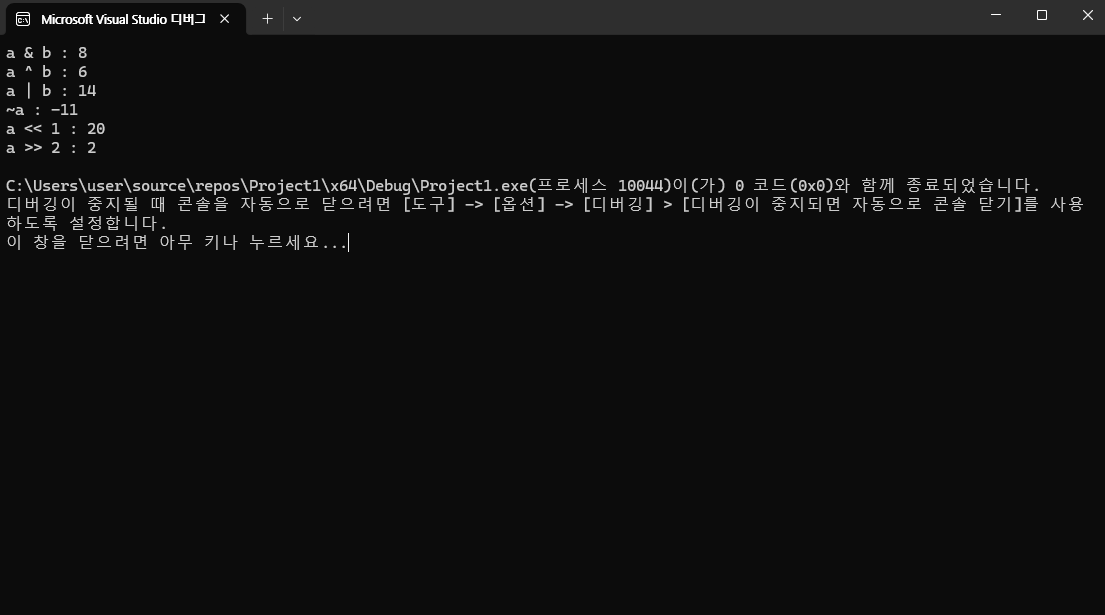 Microsoft Visual Studio 디버그
a & b : 8
a ^ b : 6
a | b : 14
~a : -11
a << 1 : 20
a >> 2 : 2
C:\Users\user\source\repos\Project1\x64\Debug\Project1.exe(프로세스 10044)이(가) 0 코드(0x0)와 함께 종료되었습니다.
디버깅이 중지될 때 콘솔을 자동으로 닫으려면 [도구] -> [옵션] -> [디버깅] > [디버깅이 중지되면 자동으로 콘솔 닫기]를 사용
하도록 설정합니다.
이 창을 닫으려면 아무 키나 누르세요...